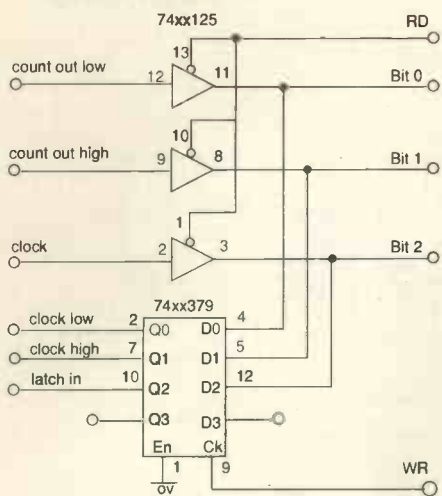 74xx125
RD
13
count out low
12
11
Bit 0
10
count out high
9
8
Bit 1
1
clock
2
3
Bit 2
74xx379
clock low
2
Q0
D0
4
clock high
7
Q1
D1
5
latch in
10
Q2
D2
12
Q3
D3
En
Ck
1
9
WR
0V